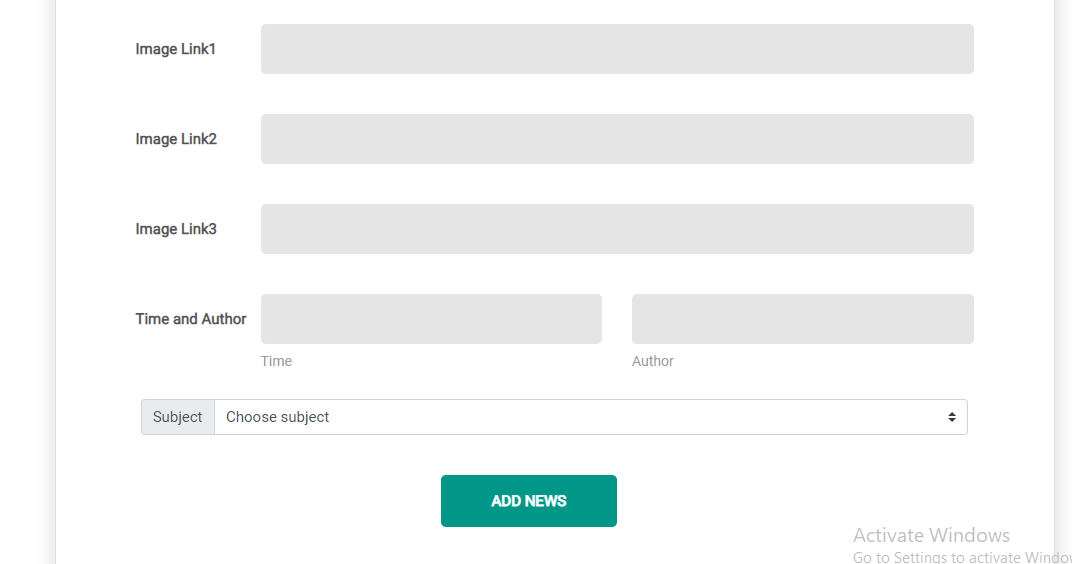 Image Link1
Image Link2
Image Link3
Time and Author
Time
Author
Subject
Choose subject
ADD NEWS
Activate Windows
Go to Settings to activate Windo